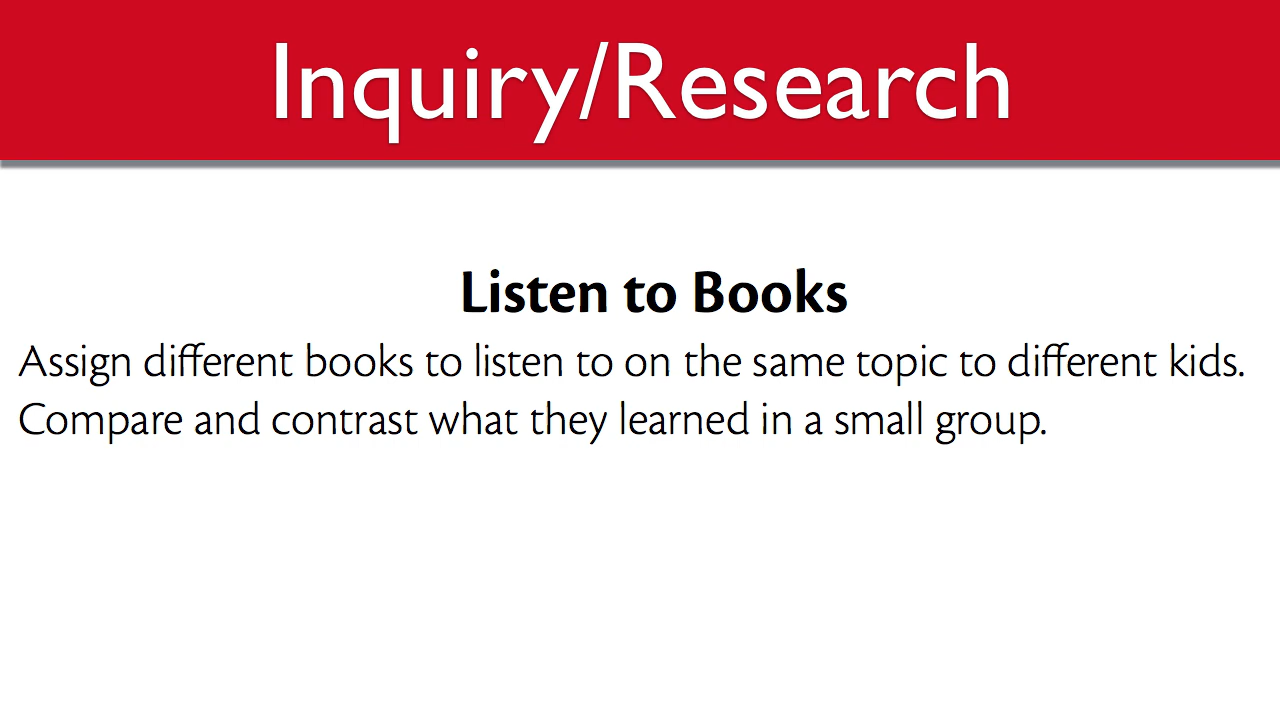 Inquiry/Research
Listen to Books
Assign different books to listen to on the same topic to different kids.
Compare and contrast what they learned in a small group.